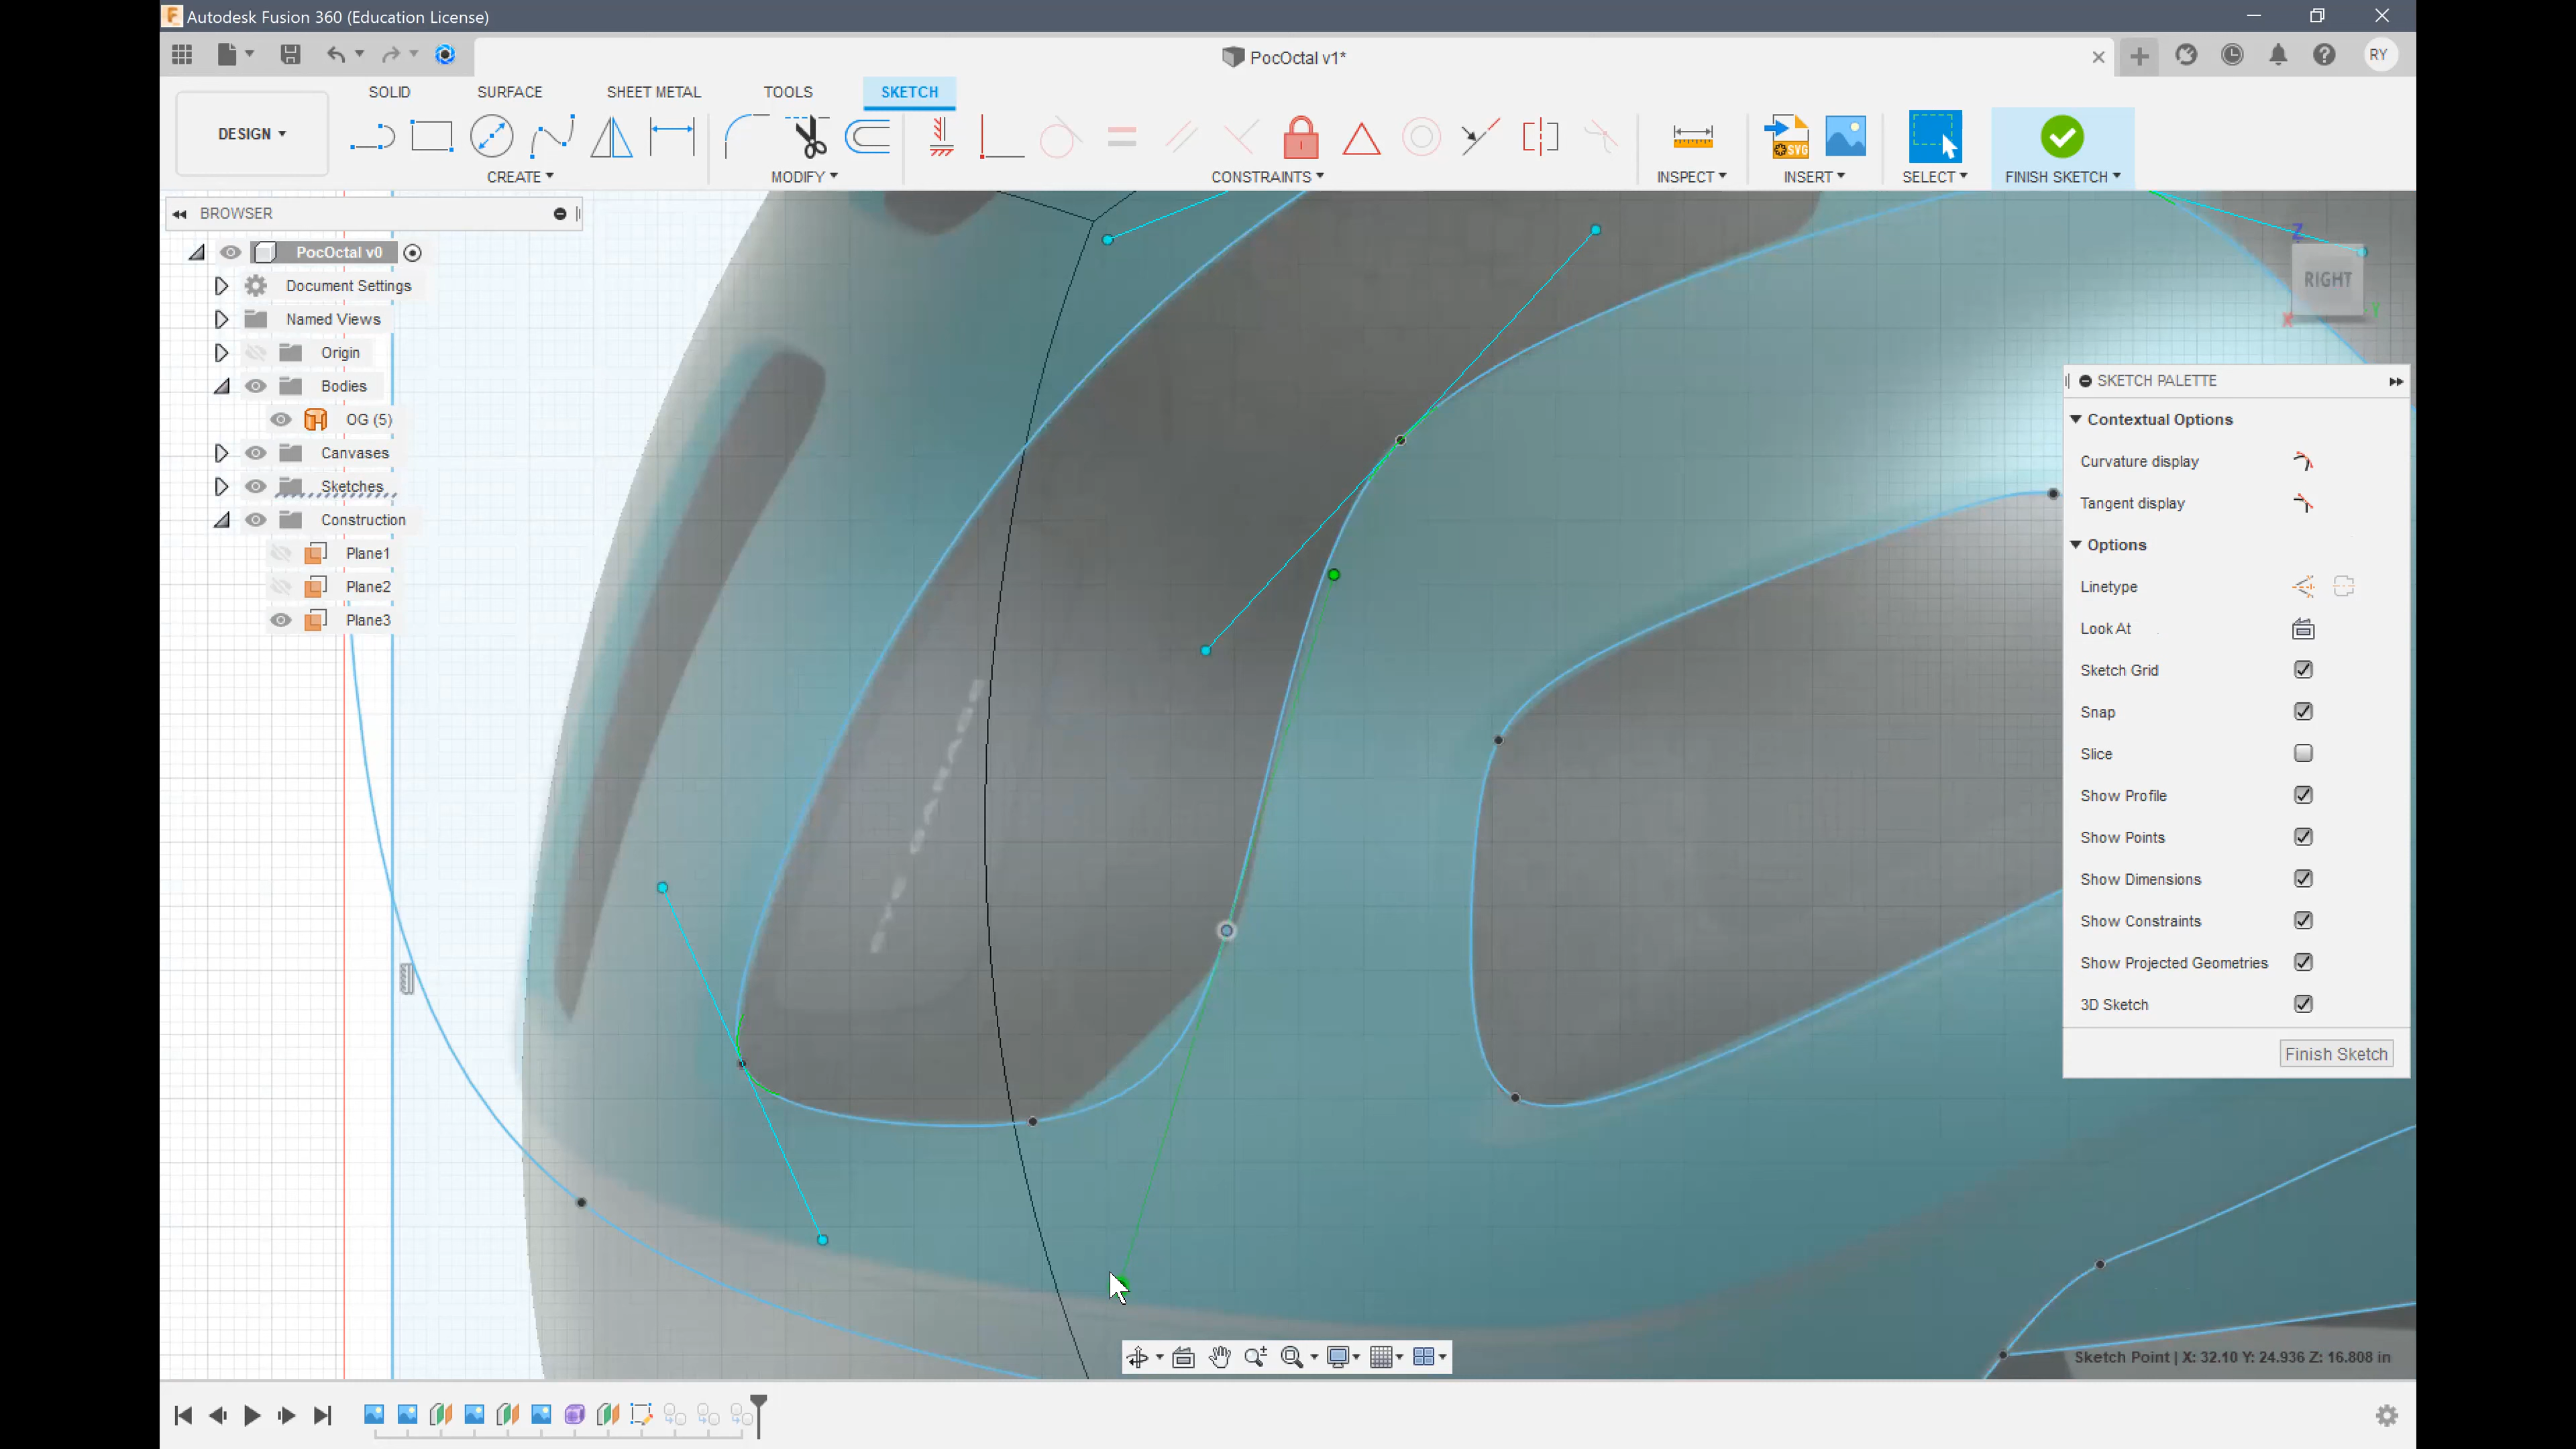 Autodesk Fusion 360 (Education License)
PocOctal v1*
RY
DESIGN
SOLID
SURFACE
SHEET METAL
TOOLS
SKETCH
SVG
CREATE
MODIFY
CONSTRAINTS
INSPECT
INSERT
SELECT
FINISH SKETCH
BROWSER
PocOctal v0
Document Settings
Named Views
Origin
Bodies
OG (5)
Canvases
Sketches
Construction
Plane1
Plane2
Plane3
Z
RIGHT
X
Y
SKETCH PALETTE
Contextual Options
Curvature display
Tangent display
Options
Linetype
Look At
Sketch Grid
Snap
Slice
Show Profile
Show Points
Show Dimensions
Show Constraints
Show Projected Geometries
3D Sketch
Finish Sketch
Sketch Point | X: 32.10 Y: 24.936 Z: 16.808 in